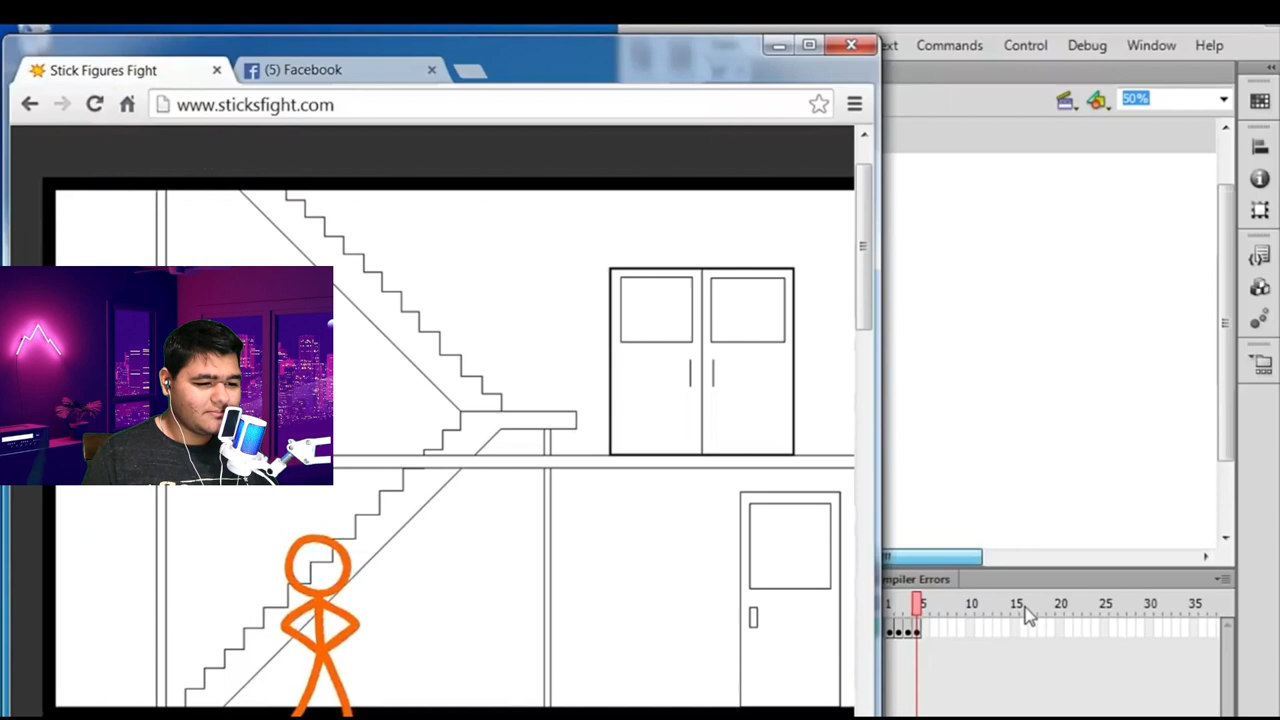 ext Commands Control Debug Window Help
Stick Figures Fight
(5) Facebook
www.sticksfight.com
50%
mpiler Errors
1 5 10 15 20 25 30 35